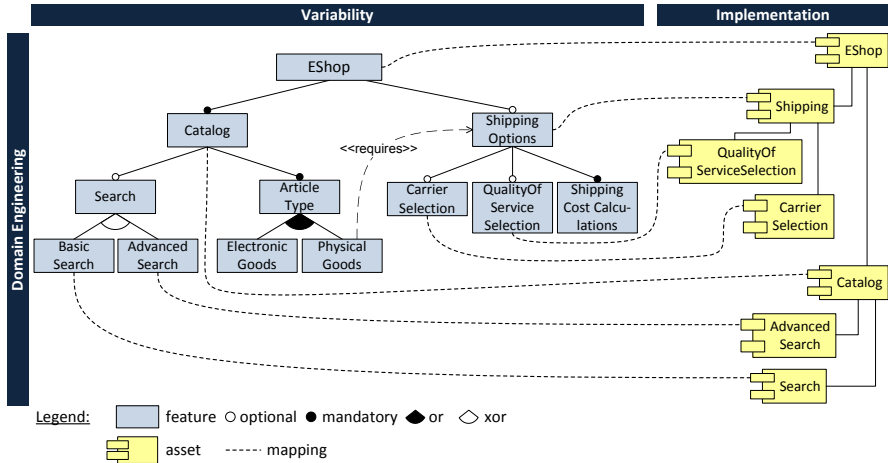 Variability
Implementation
Domain Engineering
EShop
EShop
Catalog
Shipping
Options
Shipping
<<requires>>
QualityOf
ServiceSelection
Search
Article
Type
Carrier
Selection
QualityOf
Service
Selection
Shipping
Cost Calcu-
lations
Carrier
Selection
Basic
Search
Advanced
Search
Electronic
Goods
Physical
Goods
Catalog
Advanced
Search
Search
Legend:
feature
optional
mandatory
or
xor
asset
mapping